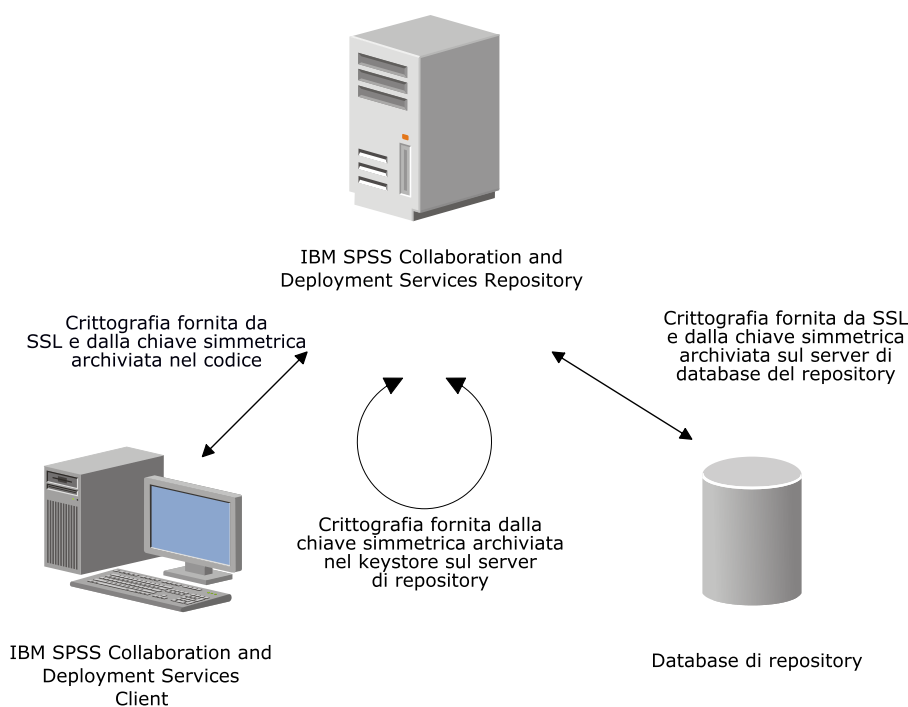 IBM SPSS Collaboration and
Deployment Services Repository
Crittografia fornita da
SSL e dalla chiave simmetrica
archiviata nel codice
Crittografia fornita da SSL
e dalla chiave simmetrica
archiviata sul server di
database del repository
Crittografia fornita dalla
chiave simmetrica archiviata
nel keystore sul server
di repository
IBM SPSS Collaboration and
Deployment Services
Client
Database di repository